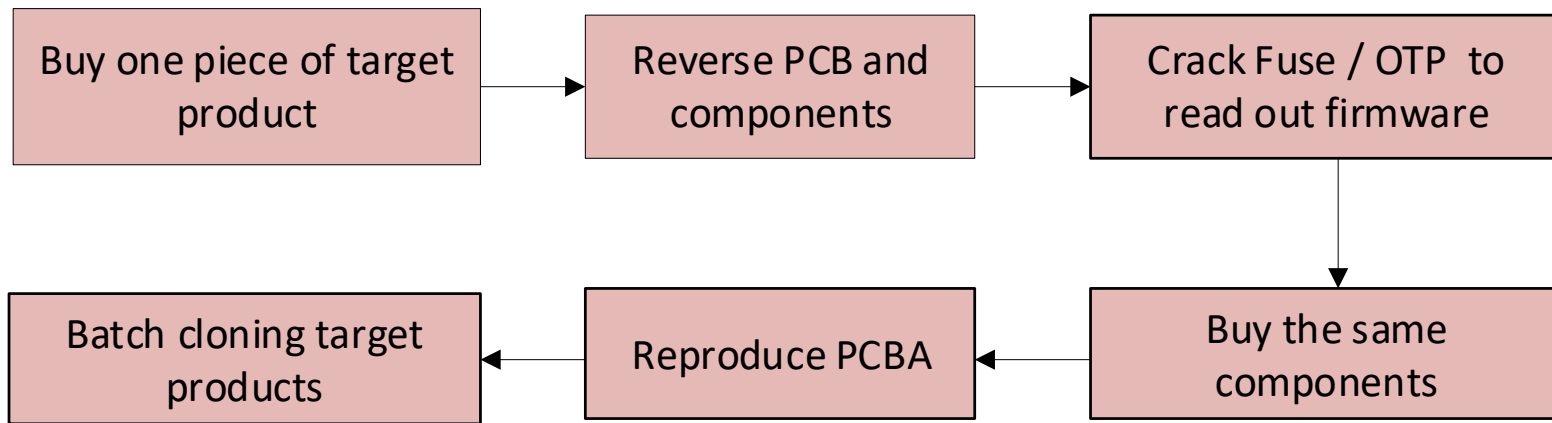 Buy one piece of target
product
Reverse PCB and
components
Crack Fuse / OTP to
read out firmware
Buy the same
components
Reproduce PCBA
Batch cloning target
products